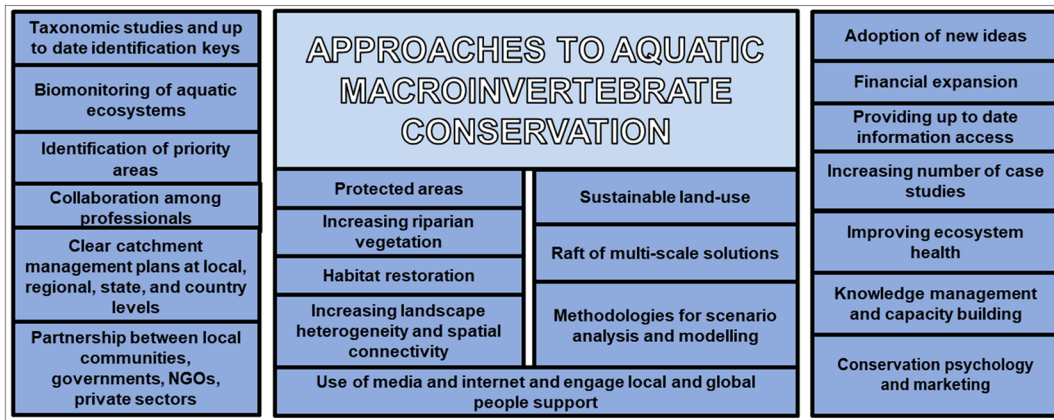 Taxonomic studies and up
to date identification keys
Biomonitoring of aquatic
ecosystems
Identification of priority
areas
Collaboration among
professionals
Clear catchment
management plans at local,
regional, state, and country
levels
Partnership between local
communities,
governments, NGOs,
private sectors
APPROACHES TO AQUATIC
MACROINVERTEBRATE
CONSERVATION
Protected areas
Increasing riparian
vegetation
Habitat restoration
Increasing landscape
heterogeneity and spatial
connectivity
Sustainable land-use
Raft of multi-scale solutions
Methodologies for scenario
analysis and modelling
Use of media and internet and engage local and global
people support
Adoption of new ideas
Financial expansion
Providing up to date
information access
Increasing number of case
studies
Improving ecosystem
health
Knowledge management
and capacity building
Conservation psychology
and marketing